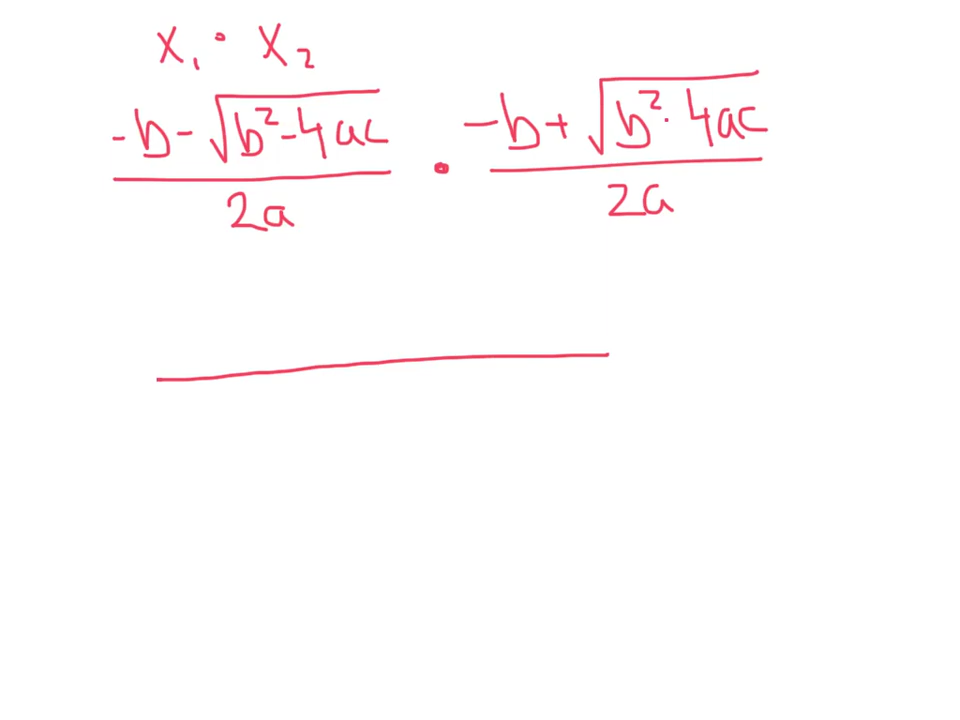 x₁ · x₂
-b-√(b²-4ac) / 2a · -b+√(b²·4ac) / 2a